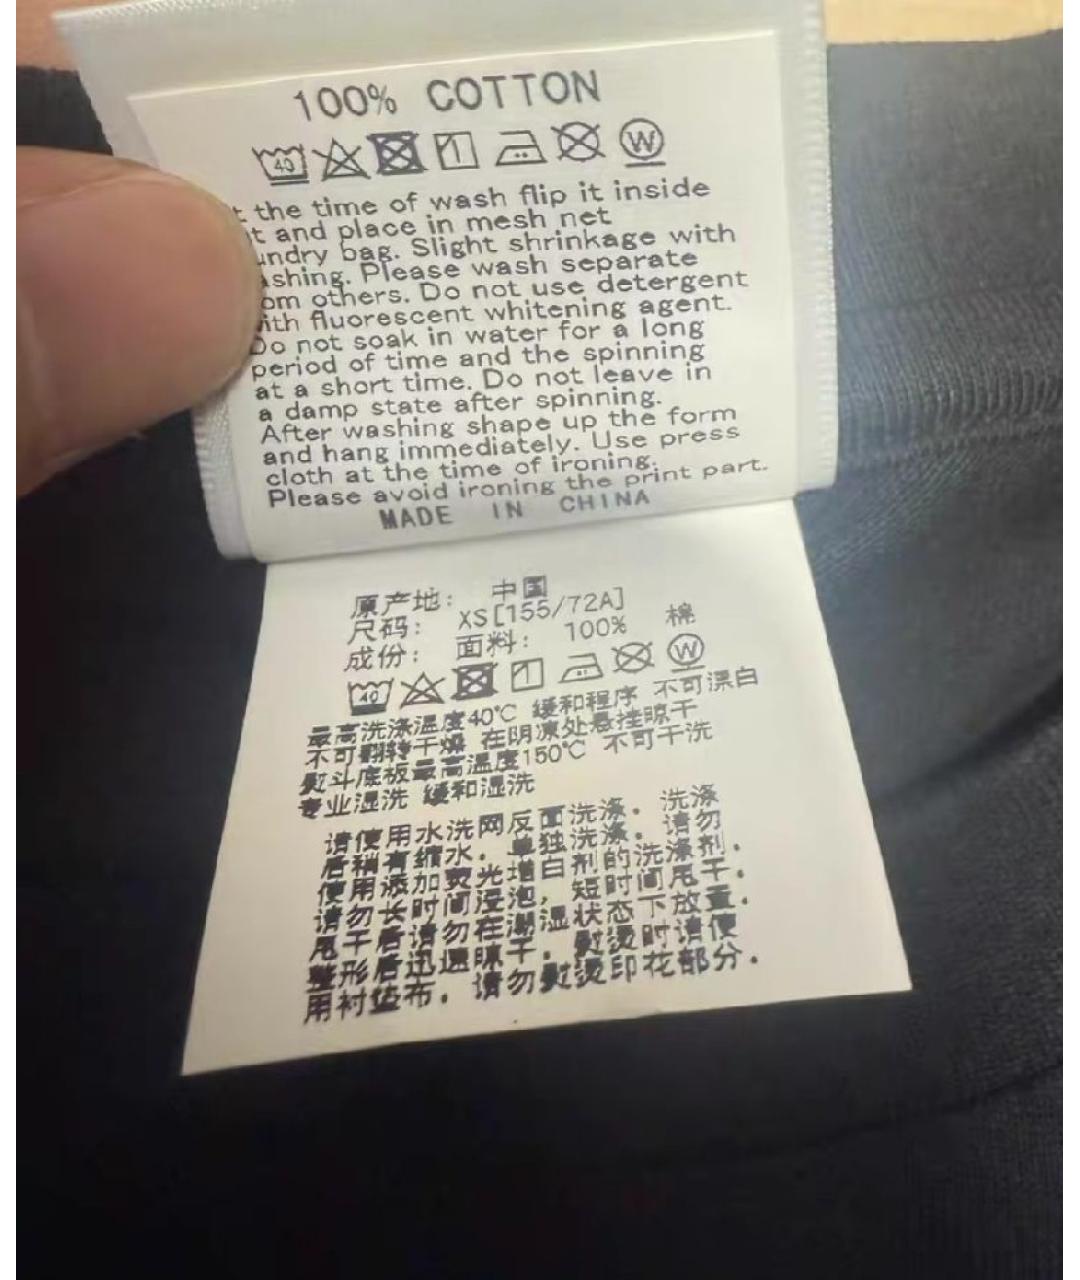 100% COTTON
40 W
the time of wash flip it inside
t and place in mesh net
undry bag. Slight shrinkage with
shing. Please wash separate
om others. Do not use detergent
ith fluorescent whitening agent.
Do not soak in water for a long
period of time and the spinning
at a short time. Do not leave in
a damp state after spinning.
After washing shape up the form
and hang immediately. Use press
cloth at the time of ironing.
Please avoid ironing the print part.
MADE IN CHINA
原产地: 中国
尺码: XS[155/72A]
成份: 面料: 100% 棉
40 W
最高洗涤温度40℃ 缓和程序 不可漂白
不可翻转干燥 在阴凉处悬挂晾干
熨斗底板最高温度150℃ 不可干洗
专业湿洗 缓和湿洗
请使用水洗网反面洗涤. 洗涤
后稍有缩水. 单独洗涤. 请勿
使用添加荧光增白剂的洗涤剂.
请勿长时间浸泡, 短时间甩干.
甩干后请勿在潮湿状态下放置.
整形后迅速晾干. 熨烫时请使
用衬垫布. 请勿熨烫印花部分.